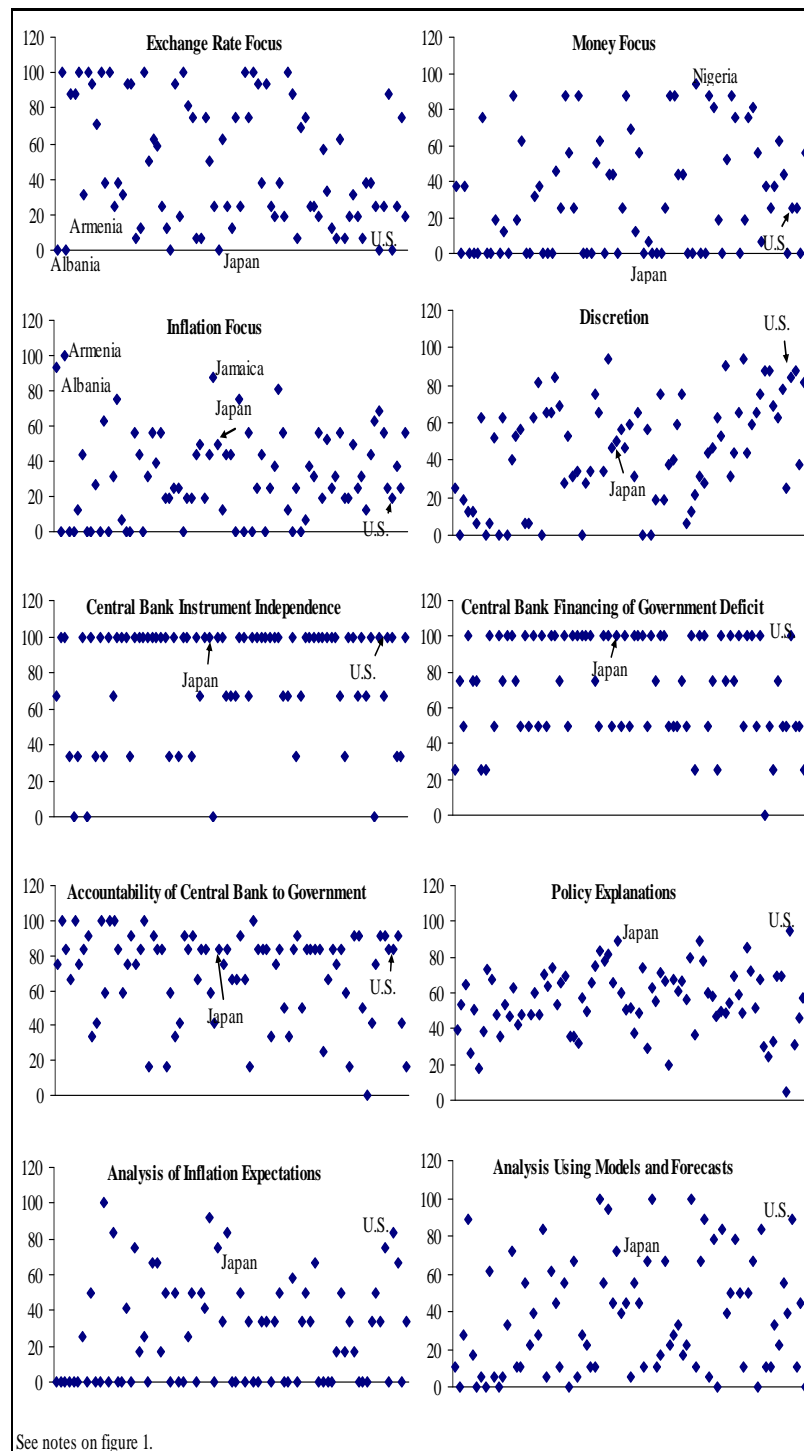 Exchange Rate Focus
120
100
80
60
40
20
0
Armenia
Albania
Japan
U.S.
Money Focus
120
100
80
60
40
20
0
Nigeria
Japan
U.S.
Inflation Focus
120
100
80
60
40
20
0
Armenia
Albania
Jamaica
Japan
U.S.
Discretion
120
100
80
60
40
20
0
U.S.
Japan
Central Bank Instrument Independence
120
100
80
60
40
20
0
Japan
U.S.
Central Bank Financing of Government Deficit
120
100
80
60
40
20
0
U.S.
Japan
Accountability of Central Bank to Government
120
100
80
60
40
20
0
Japan
U.S.
Policy Explanations
120
100
80
60
40
20
0
Japan
U.S.
Analysis of Inflation Expectations
120
100
80
60
40
20
0
U.S.
Japan
Analysis Using Models and Forecasts
120
100
80
60
40
20
0
U.S.
Japan
See notes on figure 1.